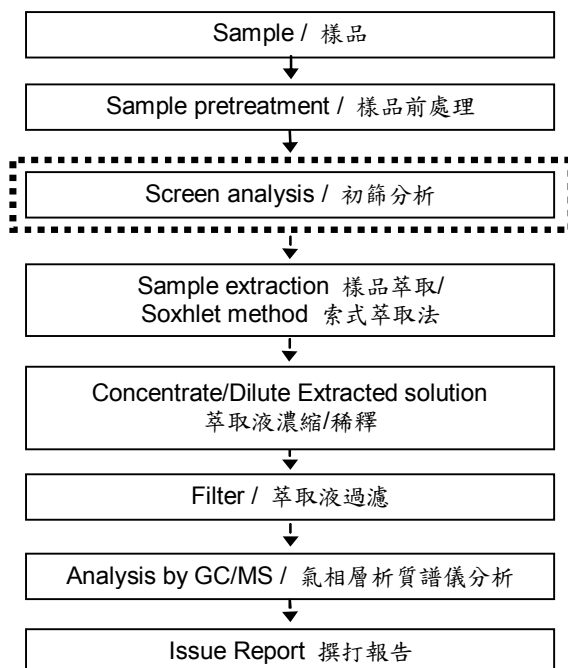 Sample / 樣品
Sample pretreatment / 樣品前處理
Screen analysis / 初篩分析
Sample extraction 樣品萃取/
Soxhlet method 索式萃取法
Concentrate/Dilute Extracted solution
萃取液濃縮/稀釋
Filter / 萃取液過濾
Analysis by GC/MS / 氣相層析質譜儀分析
Issue Report 撰打報告